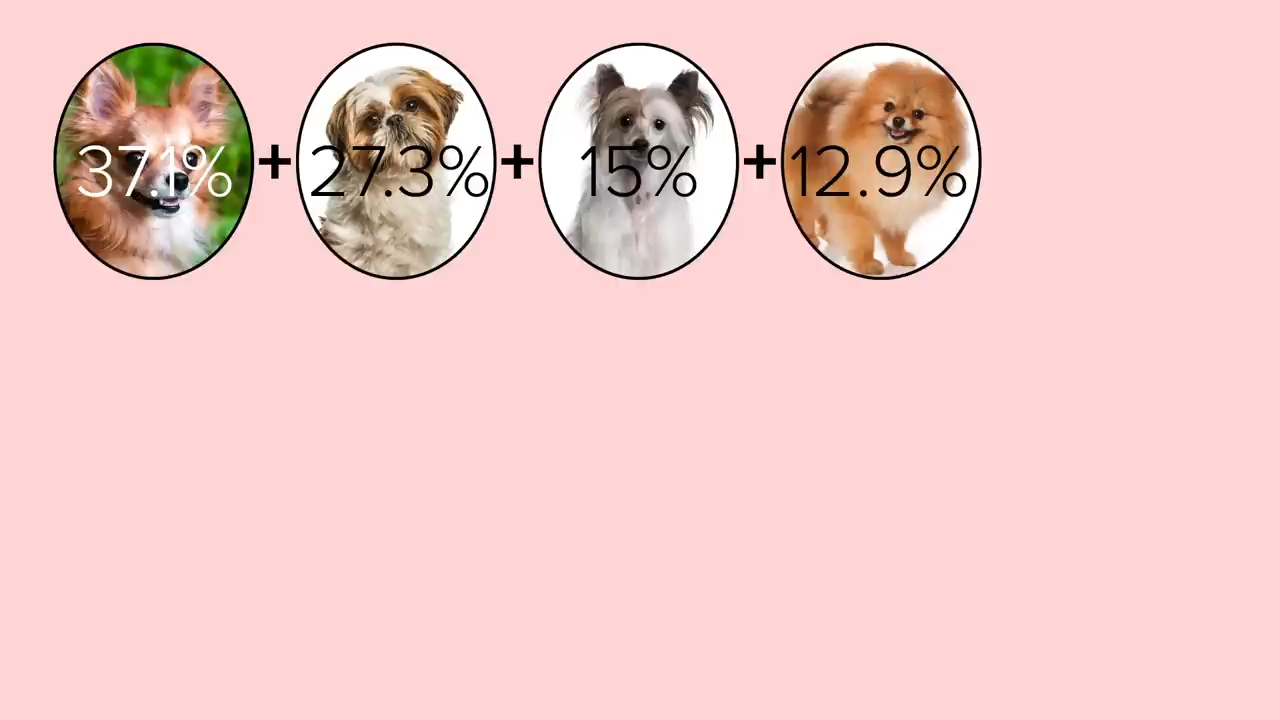 37.1% + 27.3% + 15% + 12.9%